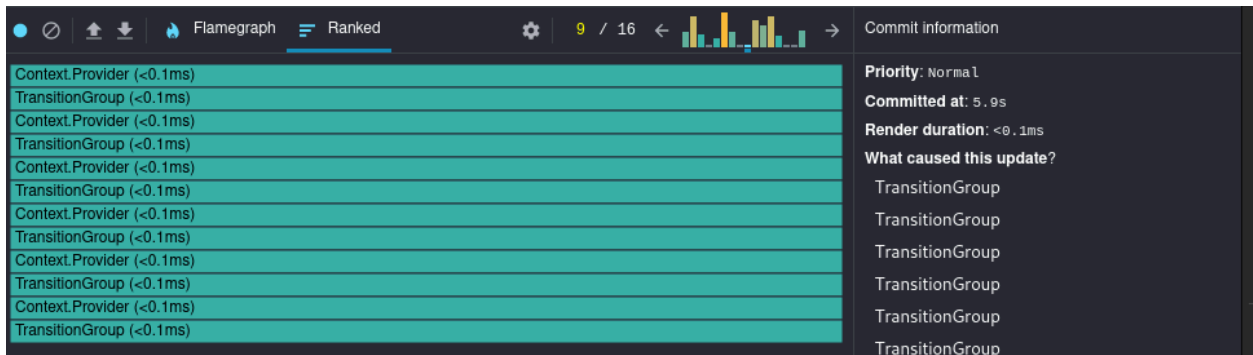 Flamegraph
Ranked
9 / 16
Context.Provider (<0.1ms)
TransitionGroup (<0.1ms)
Context.Provider (<0.1ms)
TransitionGroup (<0.1ms)
Context.Provider (<0.1ms)
TransitionGroup (<0.1ms)
Context.Provider (<0.1ms)
TransitionGroup (<0.1ms)
Context.Provider (<0.1ms)
TransitionGroup (<0.1ms)
Context.Provider (<0.1ms)
TransitionGroup (<0.1ms)
Commit information
Priority: Normal
Committed at: 5.9s
Render duration: <0.1ms
What caused this update?
TransitionGroup
TransitionGroup
TransitionGroup
TransitionGroup
TransitionGroup
TransitionGroup